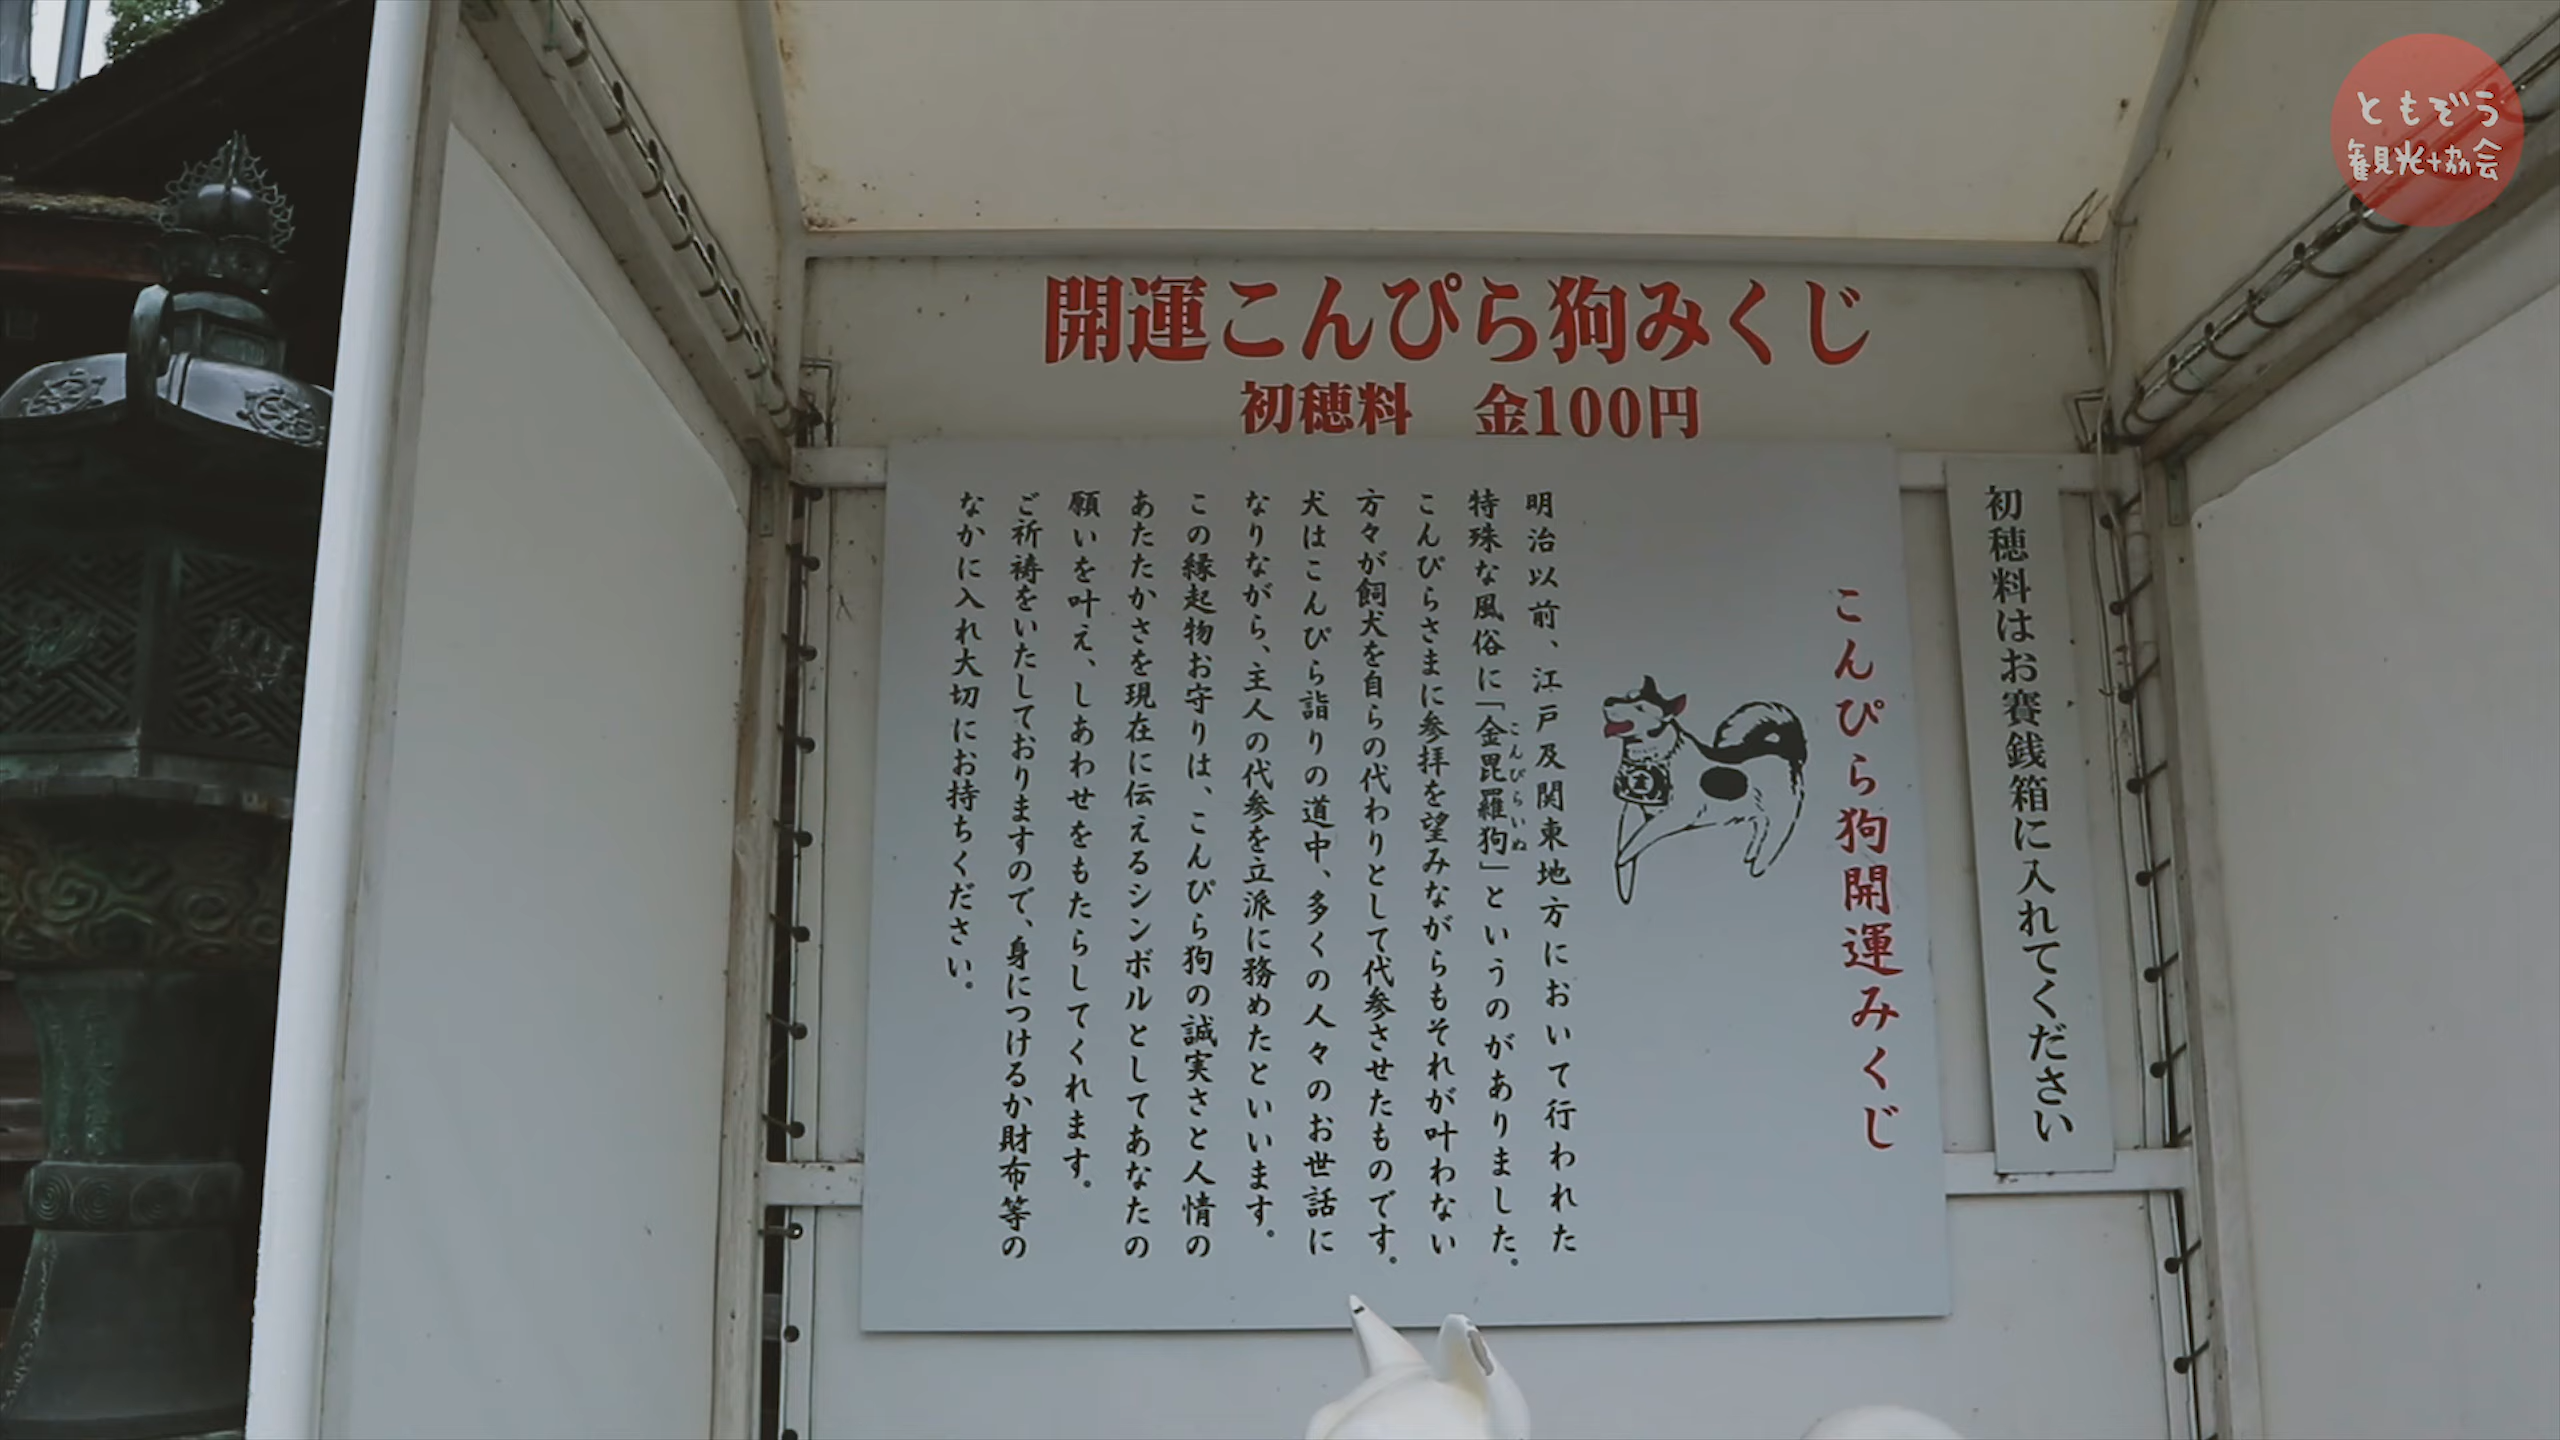 開運こんぴら狗みくじ
初穂料 金100円
初穂料はお賽銭箱に入れてください
こんぴら狗開運みくじ
明治以前、江戸及関東地方において行われた
特殊な風俗に「金毘羅狗」というのがありました。
こんぴらいぬ
こんぴらさまに参拝を望みながらもそれが叶わない
方々が飼犬を自らの代わりとして代参させたものです。
犬はこんぴら詣りの道中、多くの人々のお世話に
なりながら、主人の代参を立派に務めたといいます。
この縁起物お守りは、こんぴら狗の誠実さと人情の
あたたかさを現在に伝えるシンボルとしてあなたの
願いを叶え、しあわせをもたらしてくれます。
ご祈祷をいたしておりますので、身につけるか財布等の
なかに入れ大切にお持ちください。
金
ともぞう
観光協会